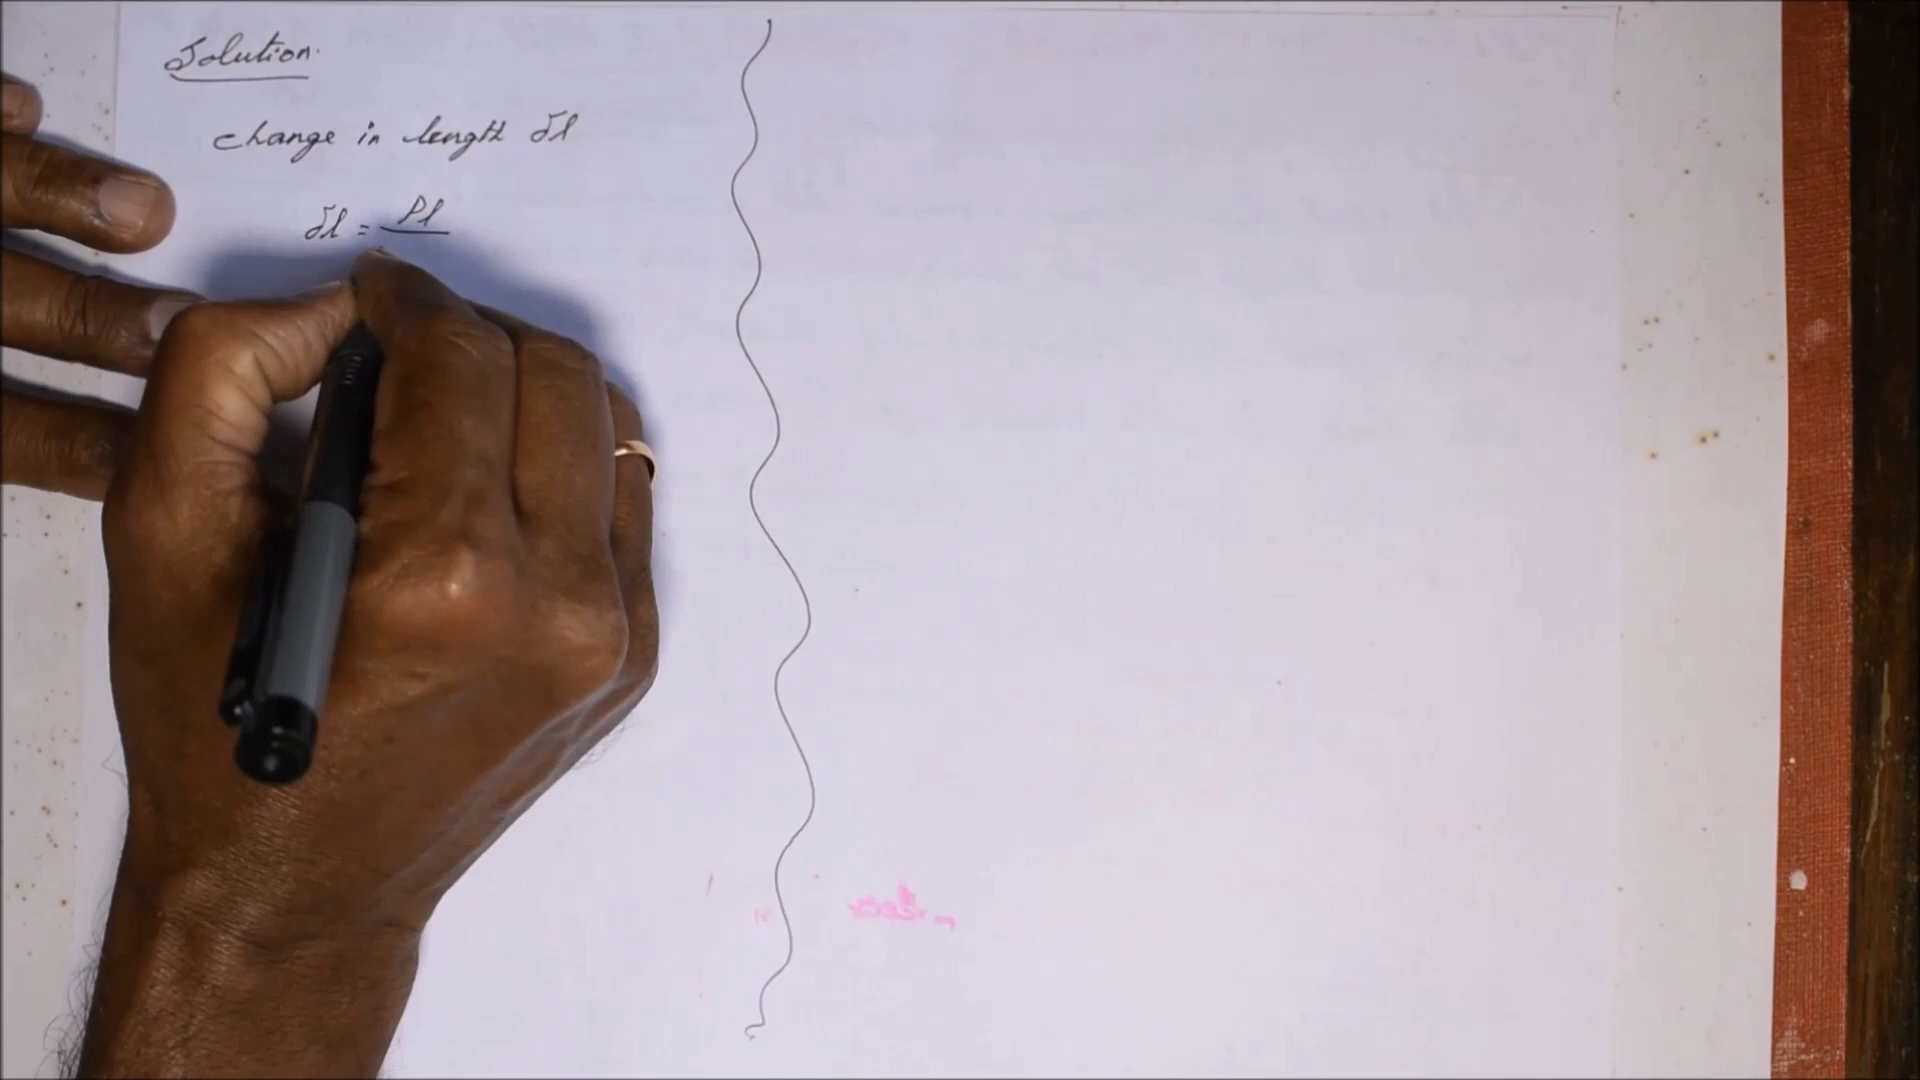 Solution.
change in length δl
δl = Pl